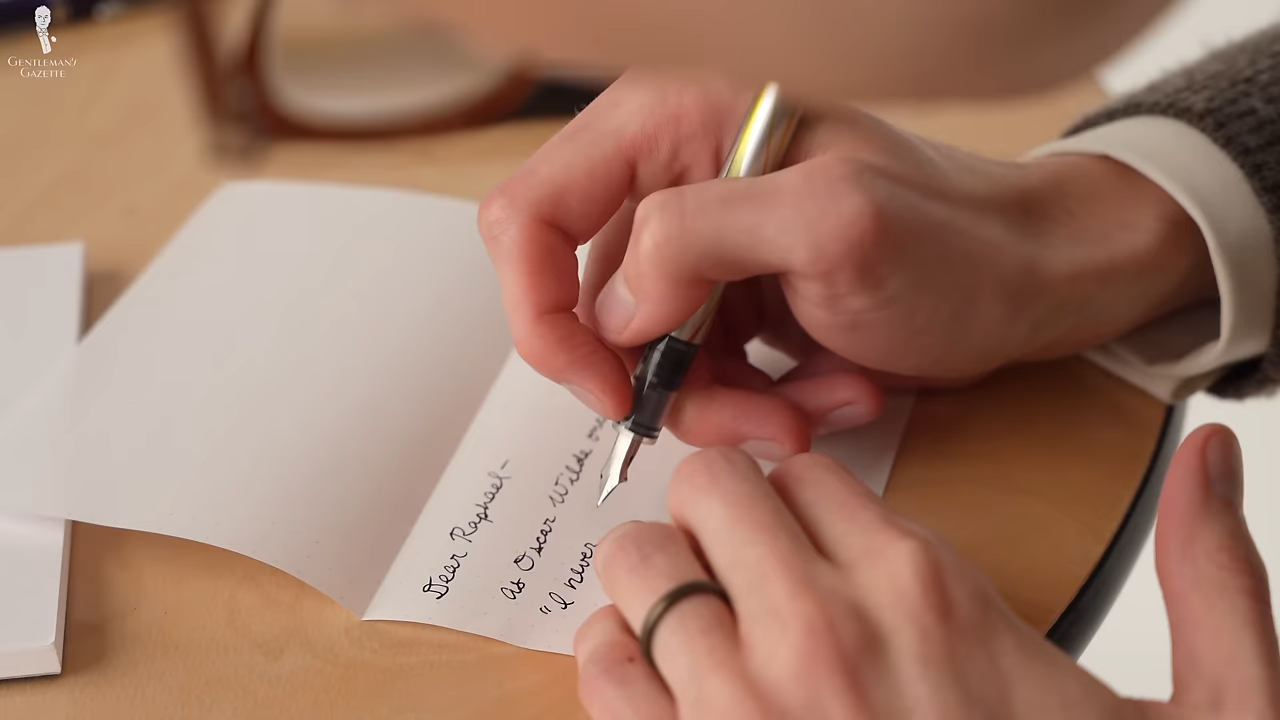 GENTLEMAN'S
GAZETTE
Dear Raphael-
As Oscar Wilde
"I never